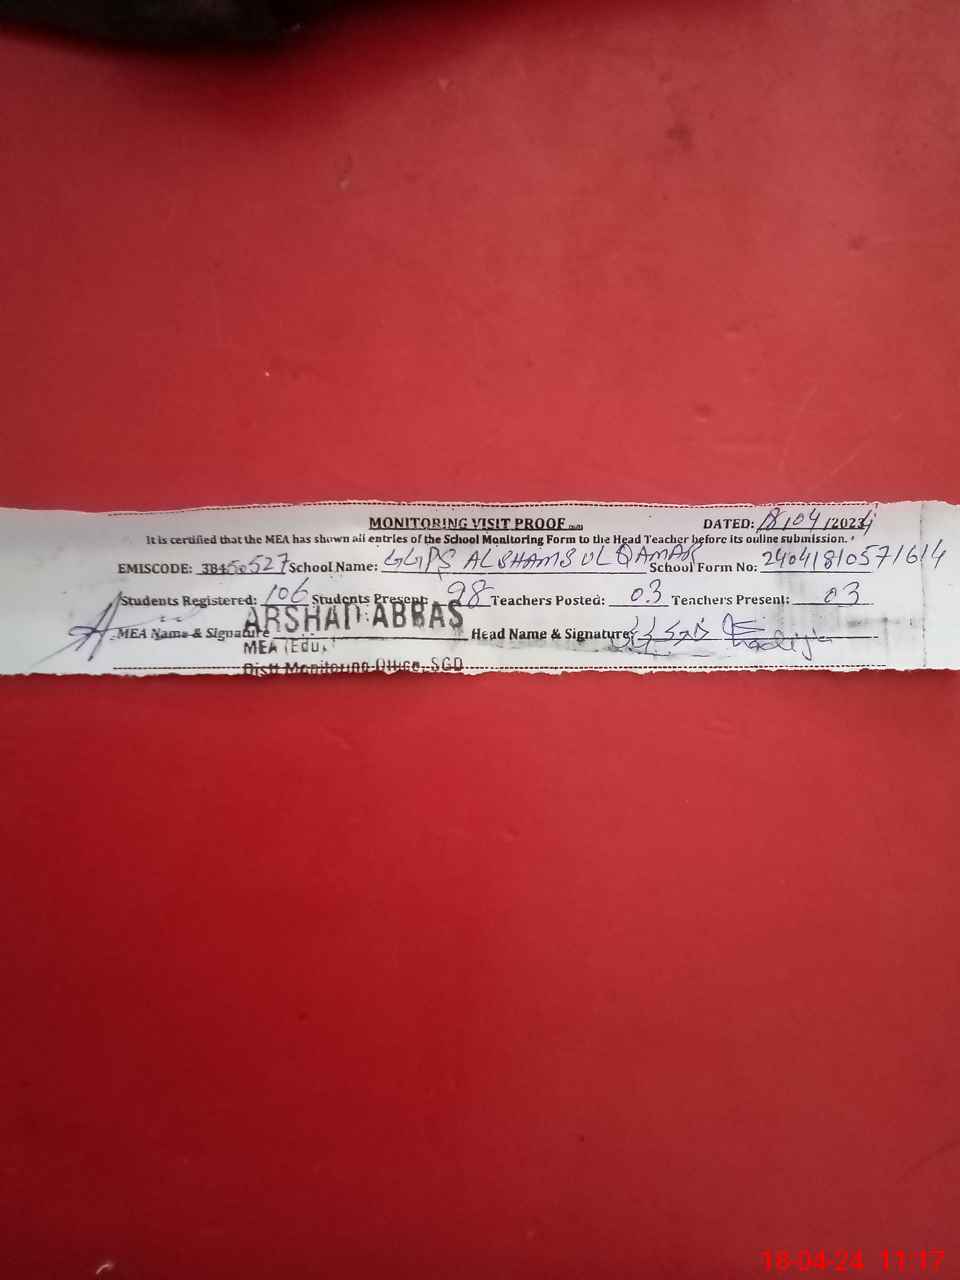 MONITORING VISIT PROOF DATED: 18/04/2024
It is certified that the MEA has shown all entries of the School Monitoring Form to the Head Teacher before its online submission.
EMISCODE: 38450527 School Name: GGPS ALSHAMS UL QAMAR School Form No: 24041810571614
Students Registered: 106 Students Present: 98 Teachers Posted: 03 Teachers Present: 03
MEA Name & Signature ARSHAD ABBAS Head Name & Signature:
MEA (Edu)
Distt Monitoring Office, SGD
18-04-24 11:17